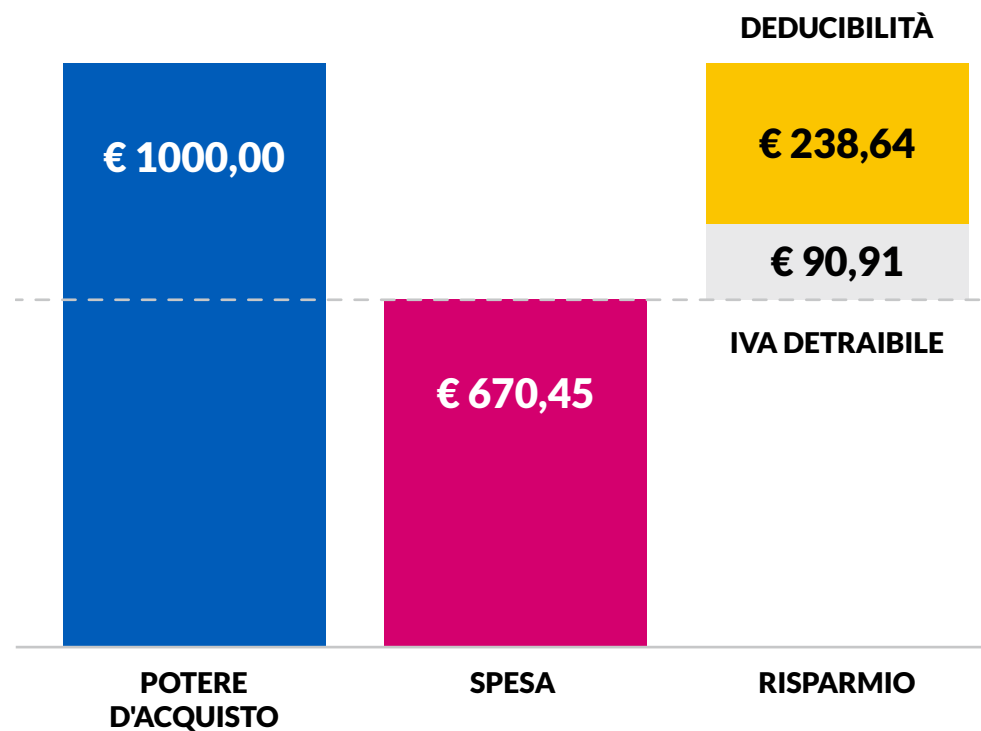 DEDUCIBILITÀ
€ 1000,00
€ 238,64
€ 90,91
IVA DETRAIBILE
€ 670,45
POTERE
D'ACQUISTO
SPESA
RISPARMIO